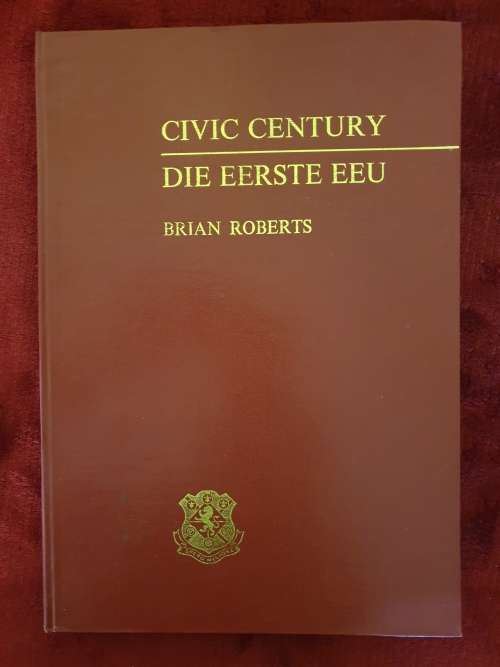 CIVIC CENTURY
DIE EERSTE EEU
BRIAN ROBERTS